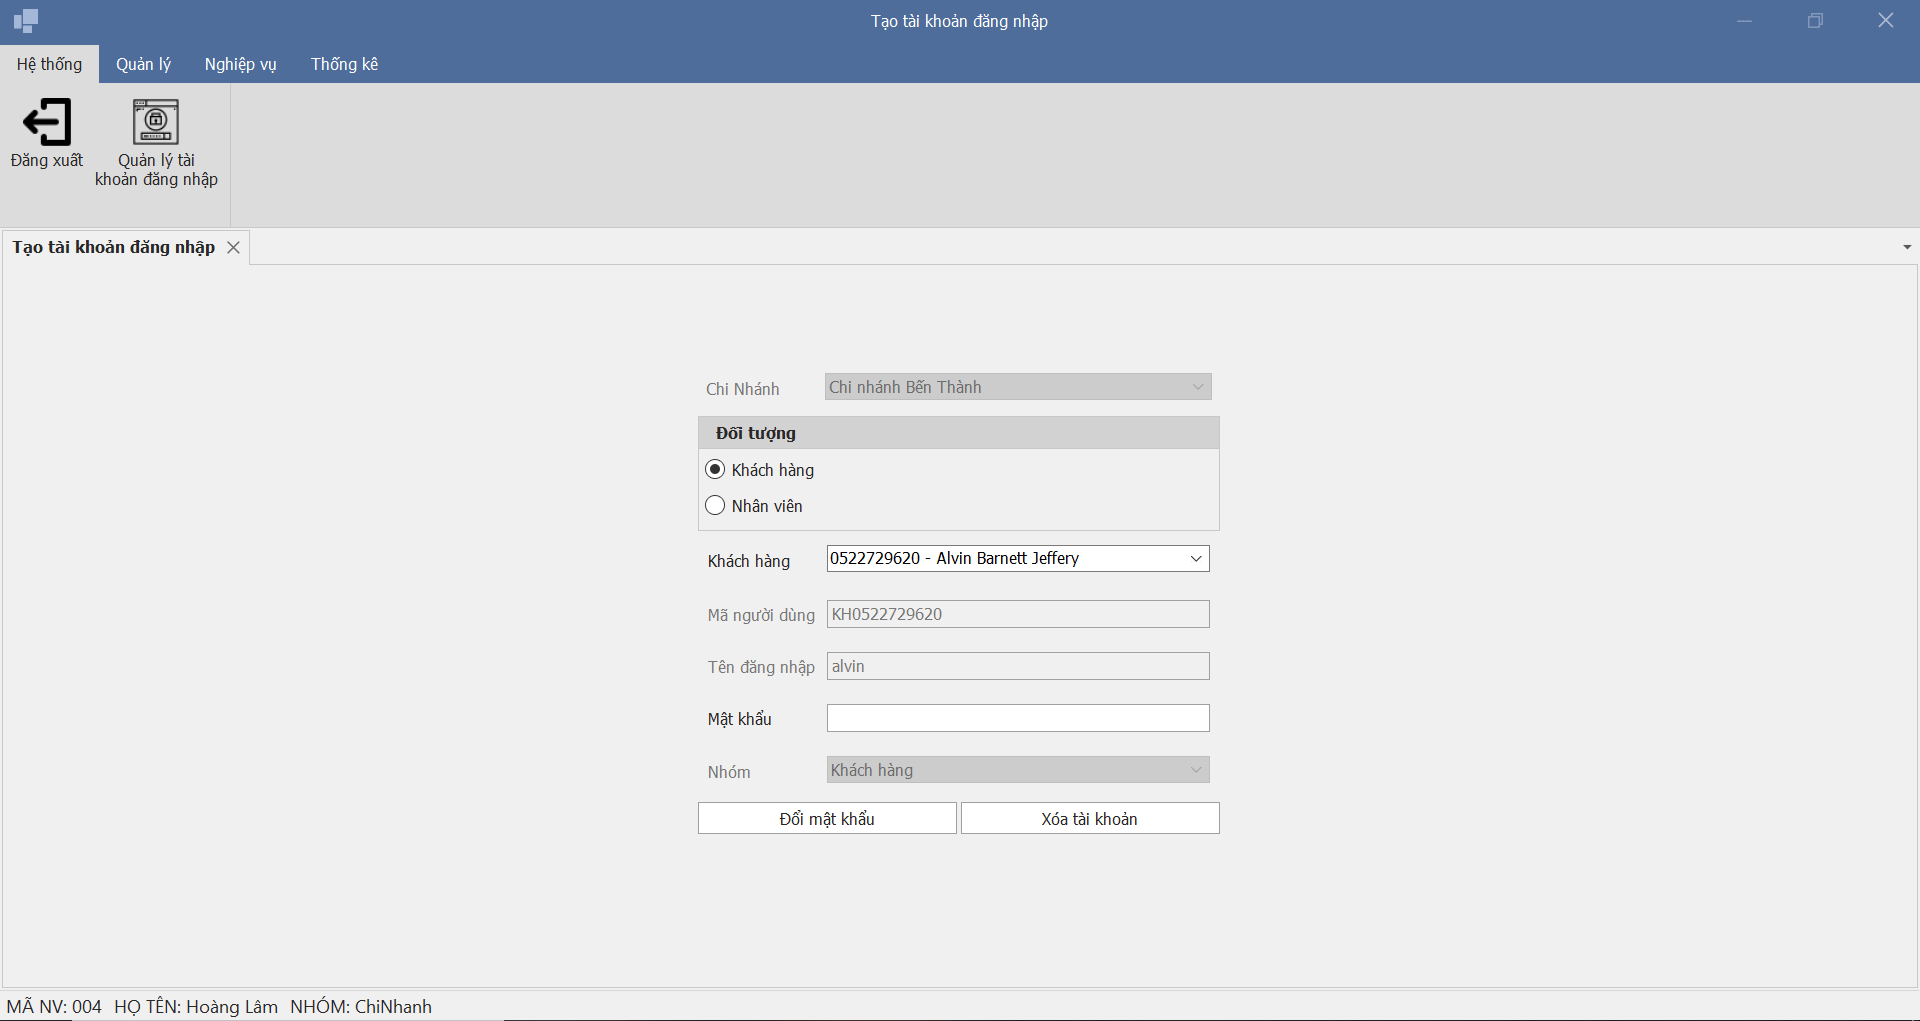 Tạo tài khoản đăng nhập
Hệ thống Quản lý Nghiệp vụ Thống kê
Đăng xuất
Quản lý tài
khoản đăng nhập
Tạo tài khoản đăng nhập
Chi Nhánh Chi nhánh Bến Thành
Đối tượng
Khách hàng
Nhân viên
Khách hàng 0522729620 - Alvin Barnett Jeffery
Mã người dùng KH0522729620
Tên đăng nhập alvin
Mật khẩu
Nhóm Khách hàng
Đổi mật khẩu Xóa tài khoản
MÃ NV: 004 HỌ TÊN: Hoàng Lâm NHÓM: ChiNhanh